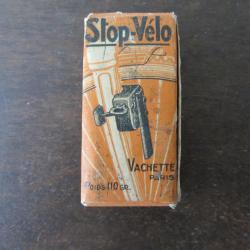 Stop-Vélo
VACHETTE
PARIS
POIDS 110 GR.